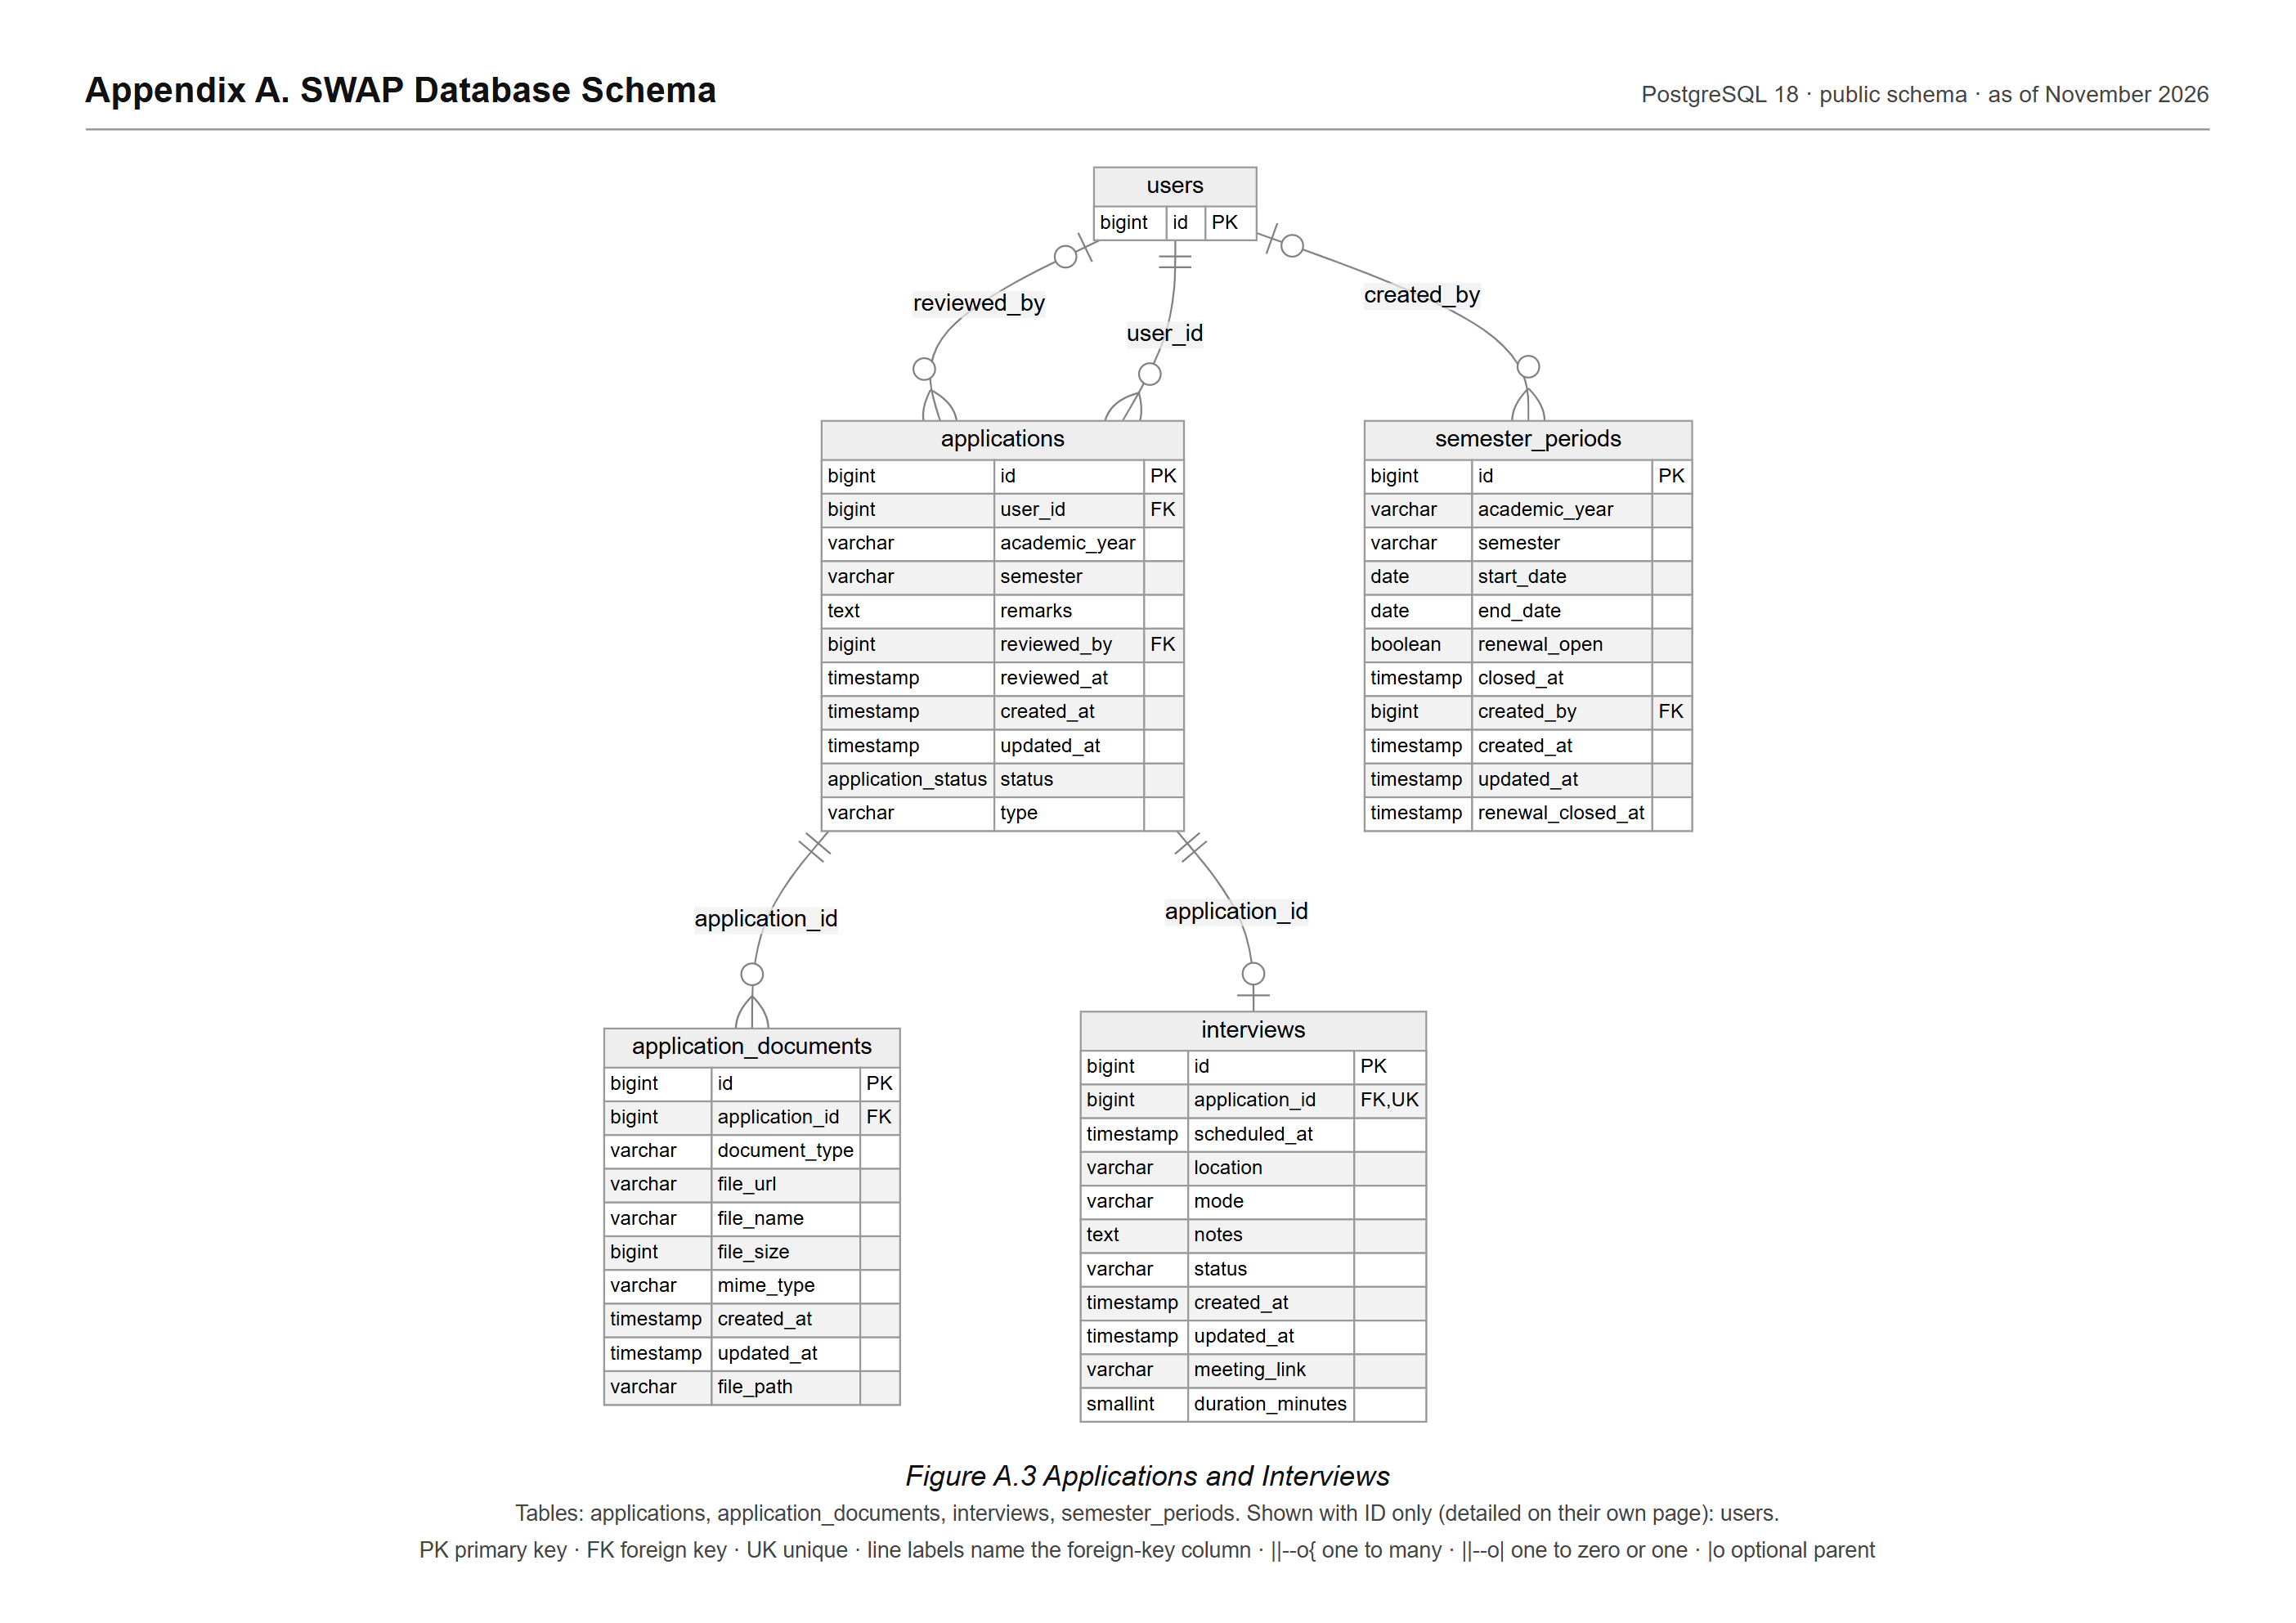 Appendix A. SWAP Database Schema
PostgreSQL 18 · public schema · as of November 2026
users
bigint id PK
reviewed_by
user_id
created_by
applications
bigint id PK
bigint user_id FK
varchar academic_year
varchar semester
text remarks
bigint reviewed_by FK
timestamp reviewed_at
timestamp created_at
timestamp updated_at
application_status status
varchar type
semester_periods
bigint id PK
varchar academic_year
varchar semester
date start_date
date end_date
boolean renewal_open
timestamp closed_at
bigint created_by FK
timestamp created_at
timestamp updated_at
timestamp renewal_closed_at
application_id
application_id
application_documents
bigint id PK
bigint application_id FK
varchar document_type
varchar file_url
varchar file_name
bigint file_size
varchar mime_type
timestamp created_at
timestamp updated_at
varchar file_path
interviews
bigint id PK
bigint application_id FK,UK
timestamp scheduled_at
varchar location
varchar mode
text notes
varchar status
timestamp created_at
timestamp updated_at
varchar meeting_link
smallint duration_minutes
Figure A.3 Applications and Interviews
Tables: applications, application_documents, interviews, semester_periods. Shown with ID only (detailed on their own page): users.
PK primary key · FK foreign key · UK unique · line labels name the foreign-key column · ||--o{ one to many · ||--o| one to zero or one · |o optional parent